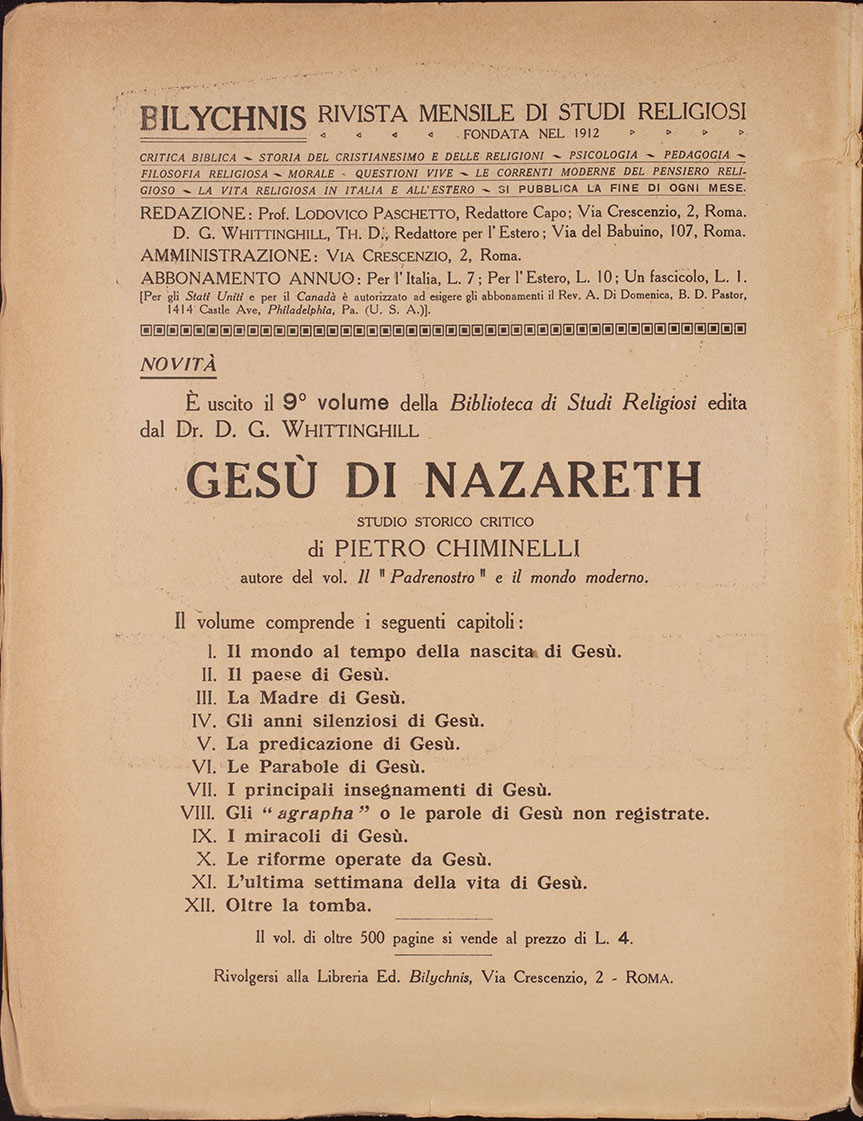 BILYCHNIS RIVISTA MENSILE DI STUDI RELIGIOSI
FONDATA NEL 1912
CRITICA BIBLICA ~ STORIA DEL CRISTIANESIMO E DELLE RELIGIONI ~ PSICOLOGIA ~ PEDAGOGIA ~
FILOSOFIA RELIGIOSA ~ MORALE - QUESTIONI VIVE ~ LE CORRENTI MODERNE DEL PENSIERO RELI-
GIOSO ~ LA VITA RELIGIOSA IN ITALIA E ALL'ESTERO ~ SI PUBBLICA LA FINE DI OGNI MESE.
REDAZIONE: Prof. LODOVICO PASCHETTO, Redattore Capo; Via Crescenzio, 2, Roma.
D. G. WHITTINGHILL, TH. D., Redattore per l'Estero; Via del Babuino, 107, Roma.
AMMINISTRAZIONE: VIA CRESCENZIO, 2, Roma.
ABBONAMENTO ANNUO: Per l'Italia, L. 7; Per l'Estero, L. 10; Un fascicolo, L. 1.
[Per gli Stati Uniti e per il Canadà è autorizzato ad esigere gli abbonamenti il Rev. A. Di Domenica, B. D. Pastor,
1414 Castle Ave, Philadelphia, Pa. (U. S. A.)].
NOVITÀ
È uscito il 9° volume della Biblioteca di Studi Religiosi edita
dal Dr. D. G. WHITTINGHILL
GESÙ DI NAZARETH
STUDIO STORICO CRITICO
di PIETRO CHIMINELLI
autore del vol. Il "Padrenostro" e il mondo moderno.
Il volume comprende i seguenti capitoli:
I. Il mondo al tempo della nascita di Gesù.
II. Il paese di Gesù.
III. La Madre di Gesù.
IV. Gli anni silenziosi di Gesù.
V. La predicazione di Gesù.
VI. Le Parabole di Gesù.
VII. I principali insegnamenti di Gesù.
VIII. Gli "agrapha" o le parole di Gesù non registrate.
IX. I miracoli di Gesù.
X. Le riforme operate da Gesù.
XI. L'ultima settimana della vita di Gesù.
XII. Oltre la tomba.
Il vol. di oltre 500 pagine si vende al prezzo di L. 4.
Rivolgersi alla Libreria Ed. Bilychnis, Via Crescenzio, 2 - ROMA.